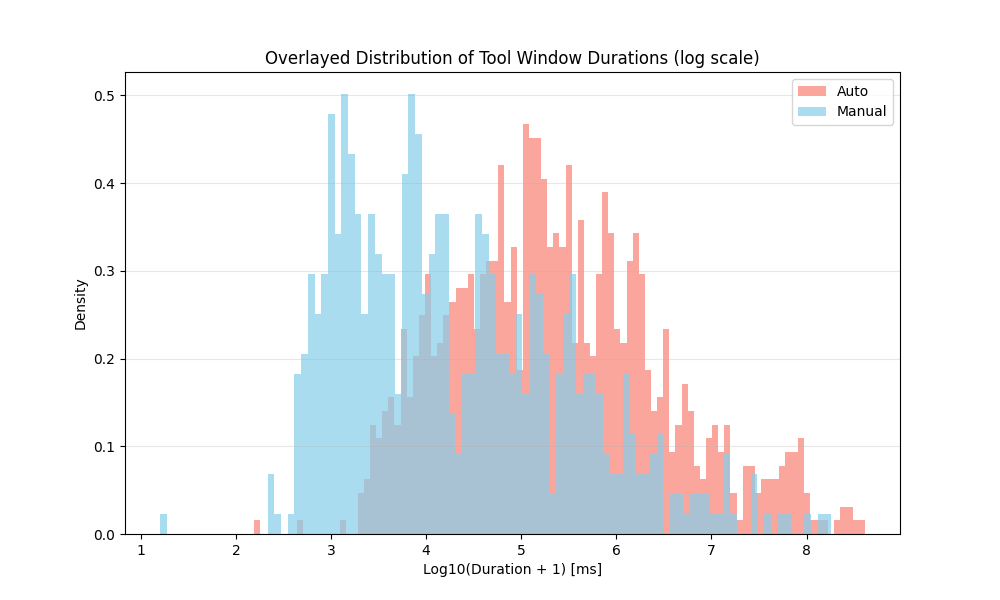 Overlayed Distribution of Tool Window Durations (log scale)
Auto
Manual
Density
0.5
0.4
0.3
0.2
0.1
0.0
1 2 3 4 5 6 7 8
Log10(Duration + 1) [ms]